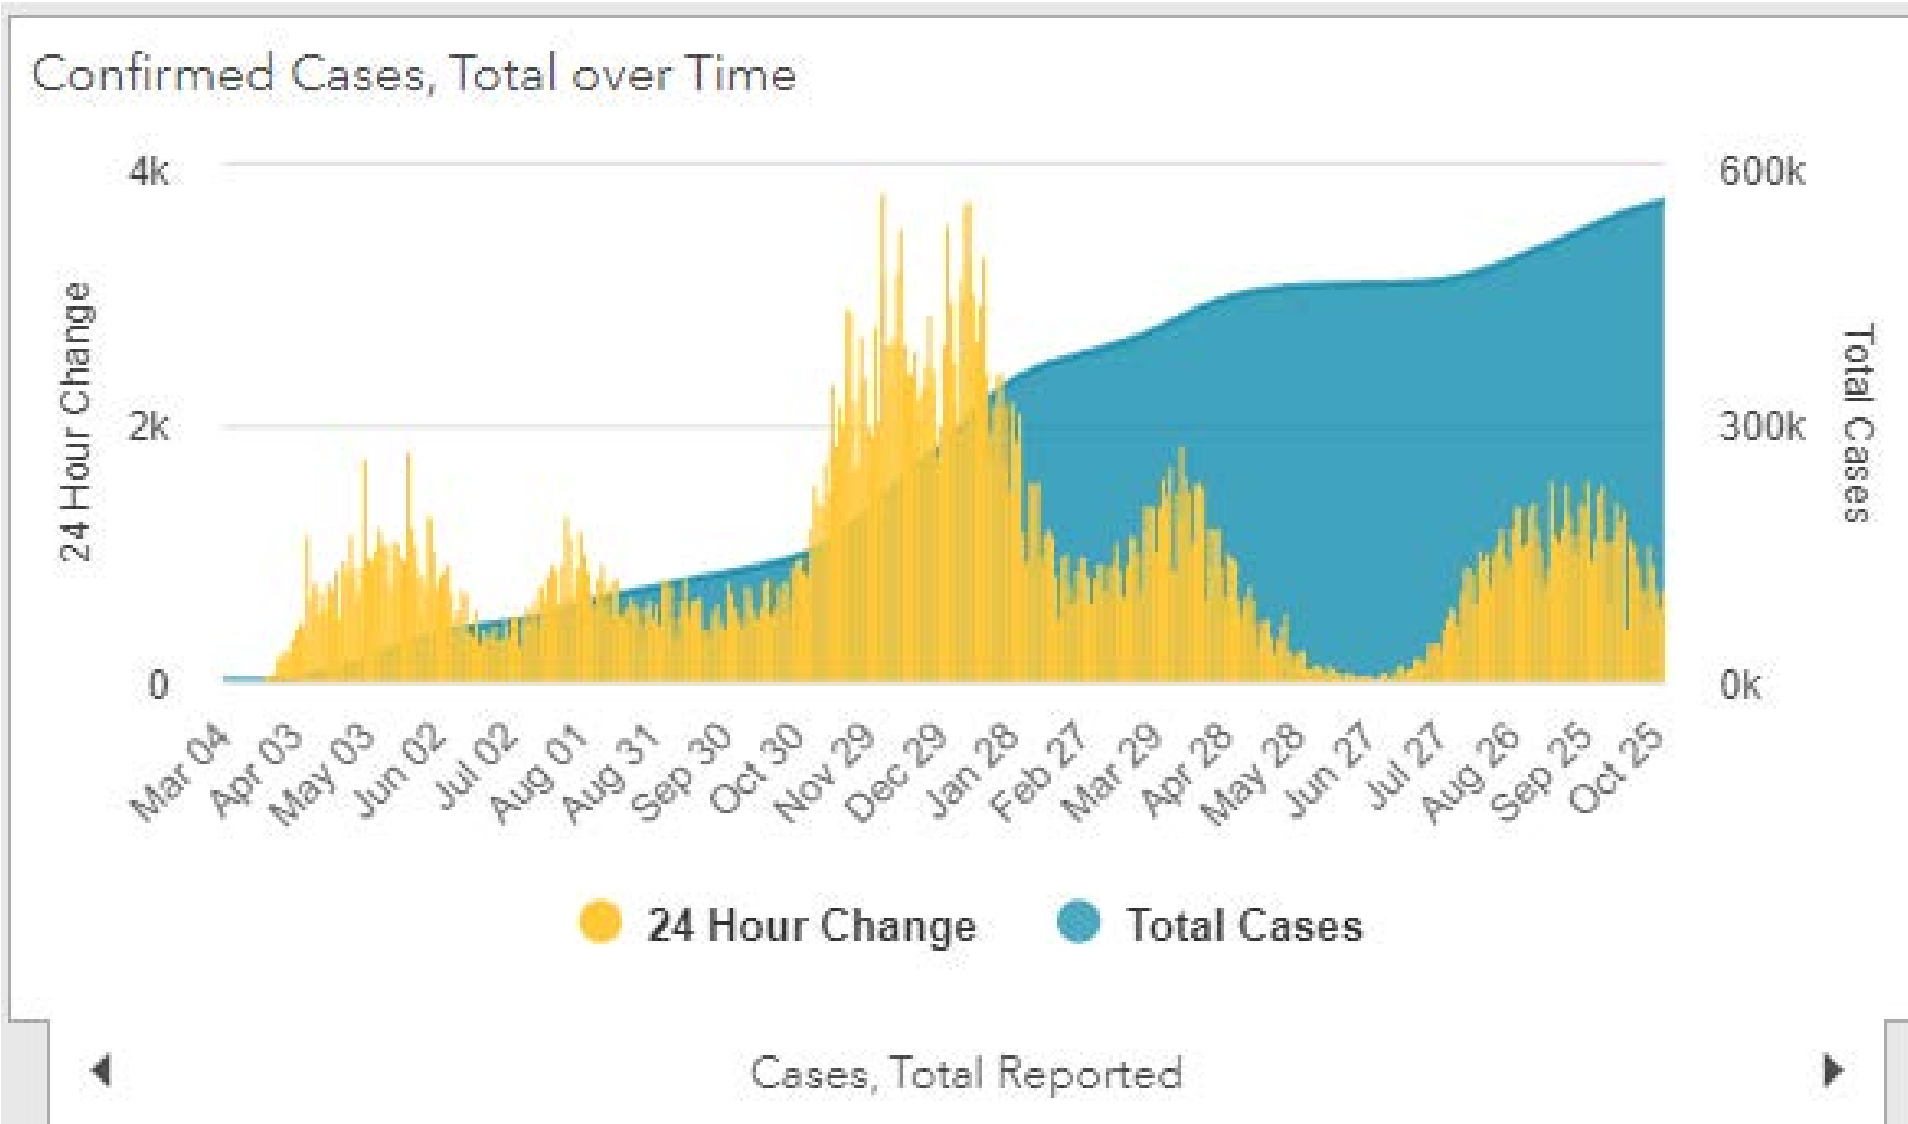 Confirmed Cases, Total over Time
4k
600k
24 Hour Change
2k
300k
Total Cases
0
0k
Mar 04
Apr 03
May 03
Jun 02
Jul 02
Aug 01
Aug 31
Sep 30
Oct 30
Nov 29
Dec 29
Jan 28
Feb 27
Mar 29
Apr 28
May 28
Jun 27
Jul 27
Aug 26
Sep 25
Oct 25
24 Hour Change
Total Cases
Cases, Total Reported